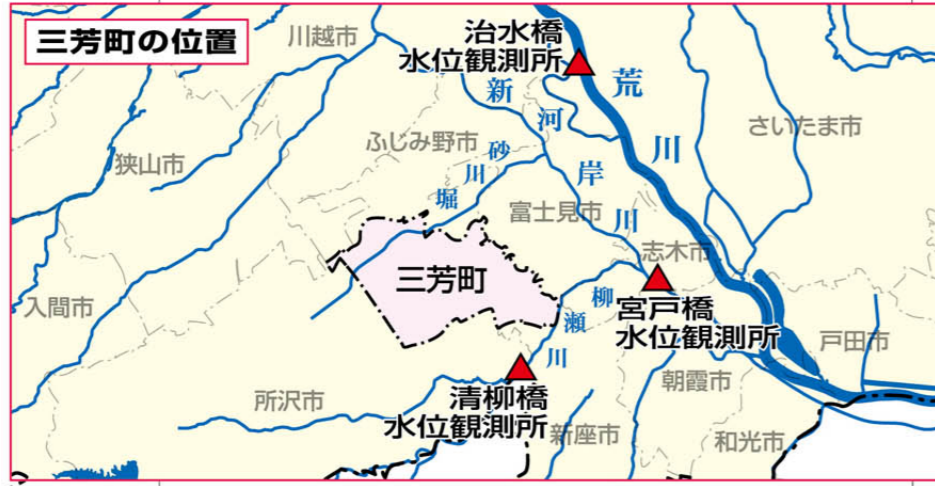 三芳町の位置
川越市
治水橋
水位観測所
荒川
新河岸川
さいたま市
ふじみ野市
砂川堀
狭山市
富士見市
志木市
三芳町
入間市
柳瀬川
宮戸橋
水位観測所
戸田市
朝霞市
所沢市
清柳橋
水位観測所
新座市
和光市